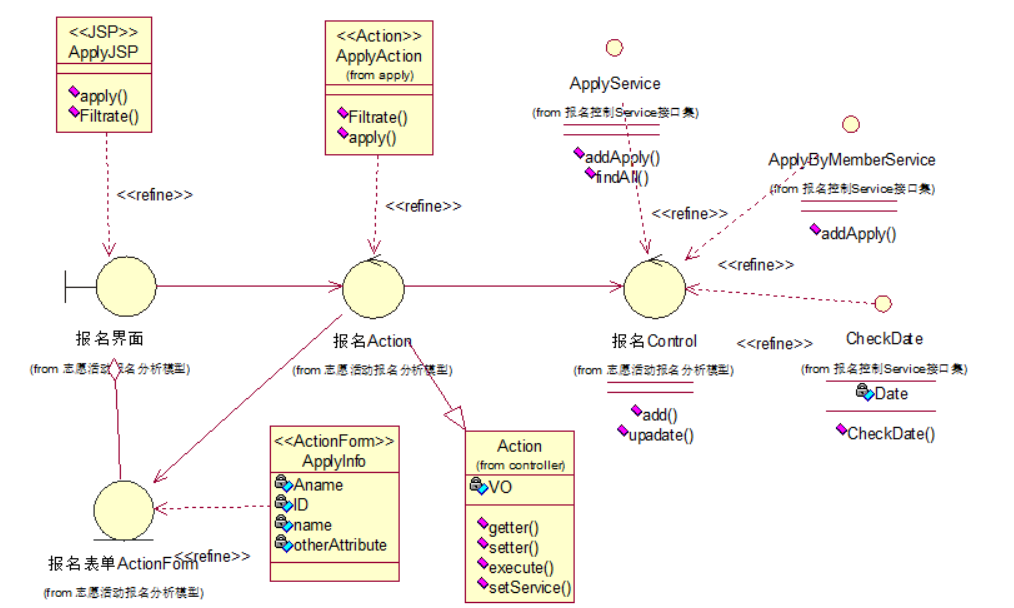 <<JSP>>
ApplyJSP
apply()
Filtrate()
<<Action>>
ApplyAction
(from apply)
Filtrate()
apply()
ApplyService
(from 报名控制Service接口集)
addApply()
findAll()
ApplyByMemberService
(from 报名控制Service接口集)
addApply()
<<refine>>
<<refine>>
<<refine>>
<<refine>>
报名界面
(from 志愿活动报名分析模型)
报名Action
(from 志愿活动报名分析模型)
报名Control
(from 志愿活动报名分析模型)
add()
upadate()
<<refine>>
CheckDate
(from 报名控制Service接口集)
Date
CheckDate()
<<ActionForm>>
ApplyInfo
Aname
ID
name
otherAttribute
Action
(from controller)
VO
getter()
setter()
execute()
setService()
<<refine>>
报名表单ActionForm
(from 志愿活动报名分析模型)